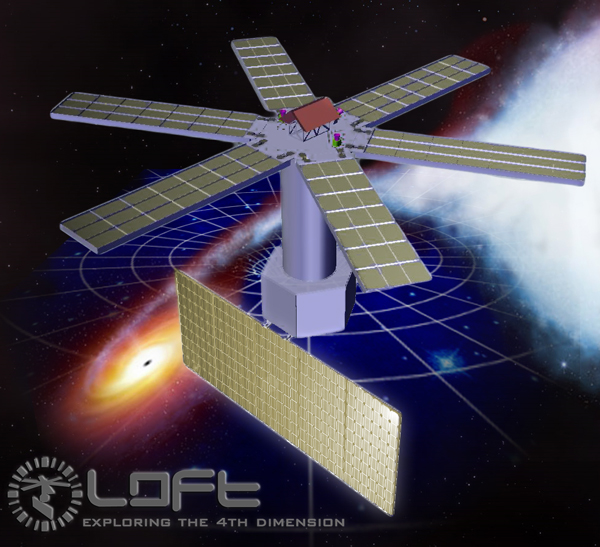 LOFT
EXPLORING THE 4TH DIMENSION